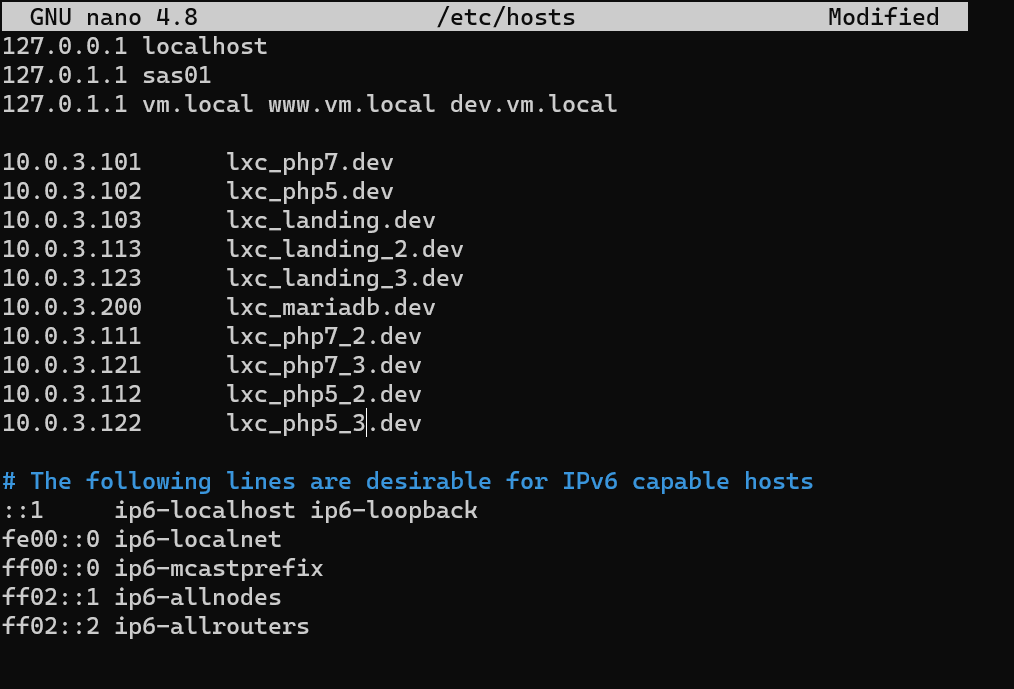 GNU nano 4.8 /etc/hosts Modified
127.0.0.1 localhost
127.0.1.1 sas01
127.0.1.1 vm.local www.vm.local dev.vm.local
10.0.3.101 lxc_php7.dev
10.0.3.102 lxc_php5.dev
10.0.3.103 lxc_landing.dev
10.0.3.113 lxc_landing_2.dev
10.0.3.123 lxc_landing_3.dev
10.0.3.200 lxc_mariadb.dev
10.0.3.111 lxc_php7_2.dev
10.0.3.121 lxc_php7_3.dev
10.0.3.112 lxc_php5_2.dev
10.0.3.122 lxc_php5_3.dev
# The following lines are desirable for IPv6 capable hosts
::1 ip6-localhost ip6-loopback
fe00::0 ip6-localnet
ff00::0 ip6-mcastprefix
ff02::1 ip6-allnodes
ff02::2 ip6-allrouters